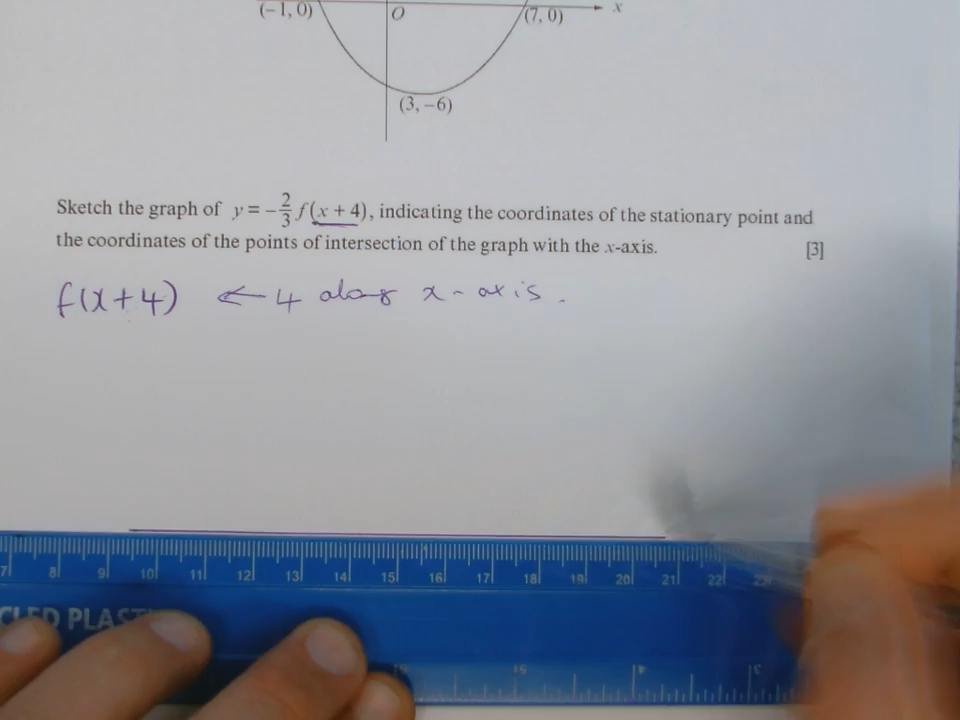 (−1, 0) O (7, 0) x
(3, −6)
Sketch the graph of y = −2/3 f(x + 4), indicating the coordinates of the stationary point and
the coordinates of the points of intersection of the graph with the x-axis. [3]
f(x+4) ← 4 along x-axis.
7 8 9 10 11 12 13 14 15 16 17 18 19 20 21 22 23